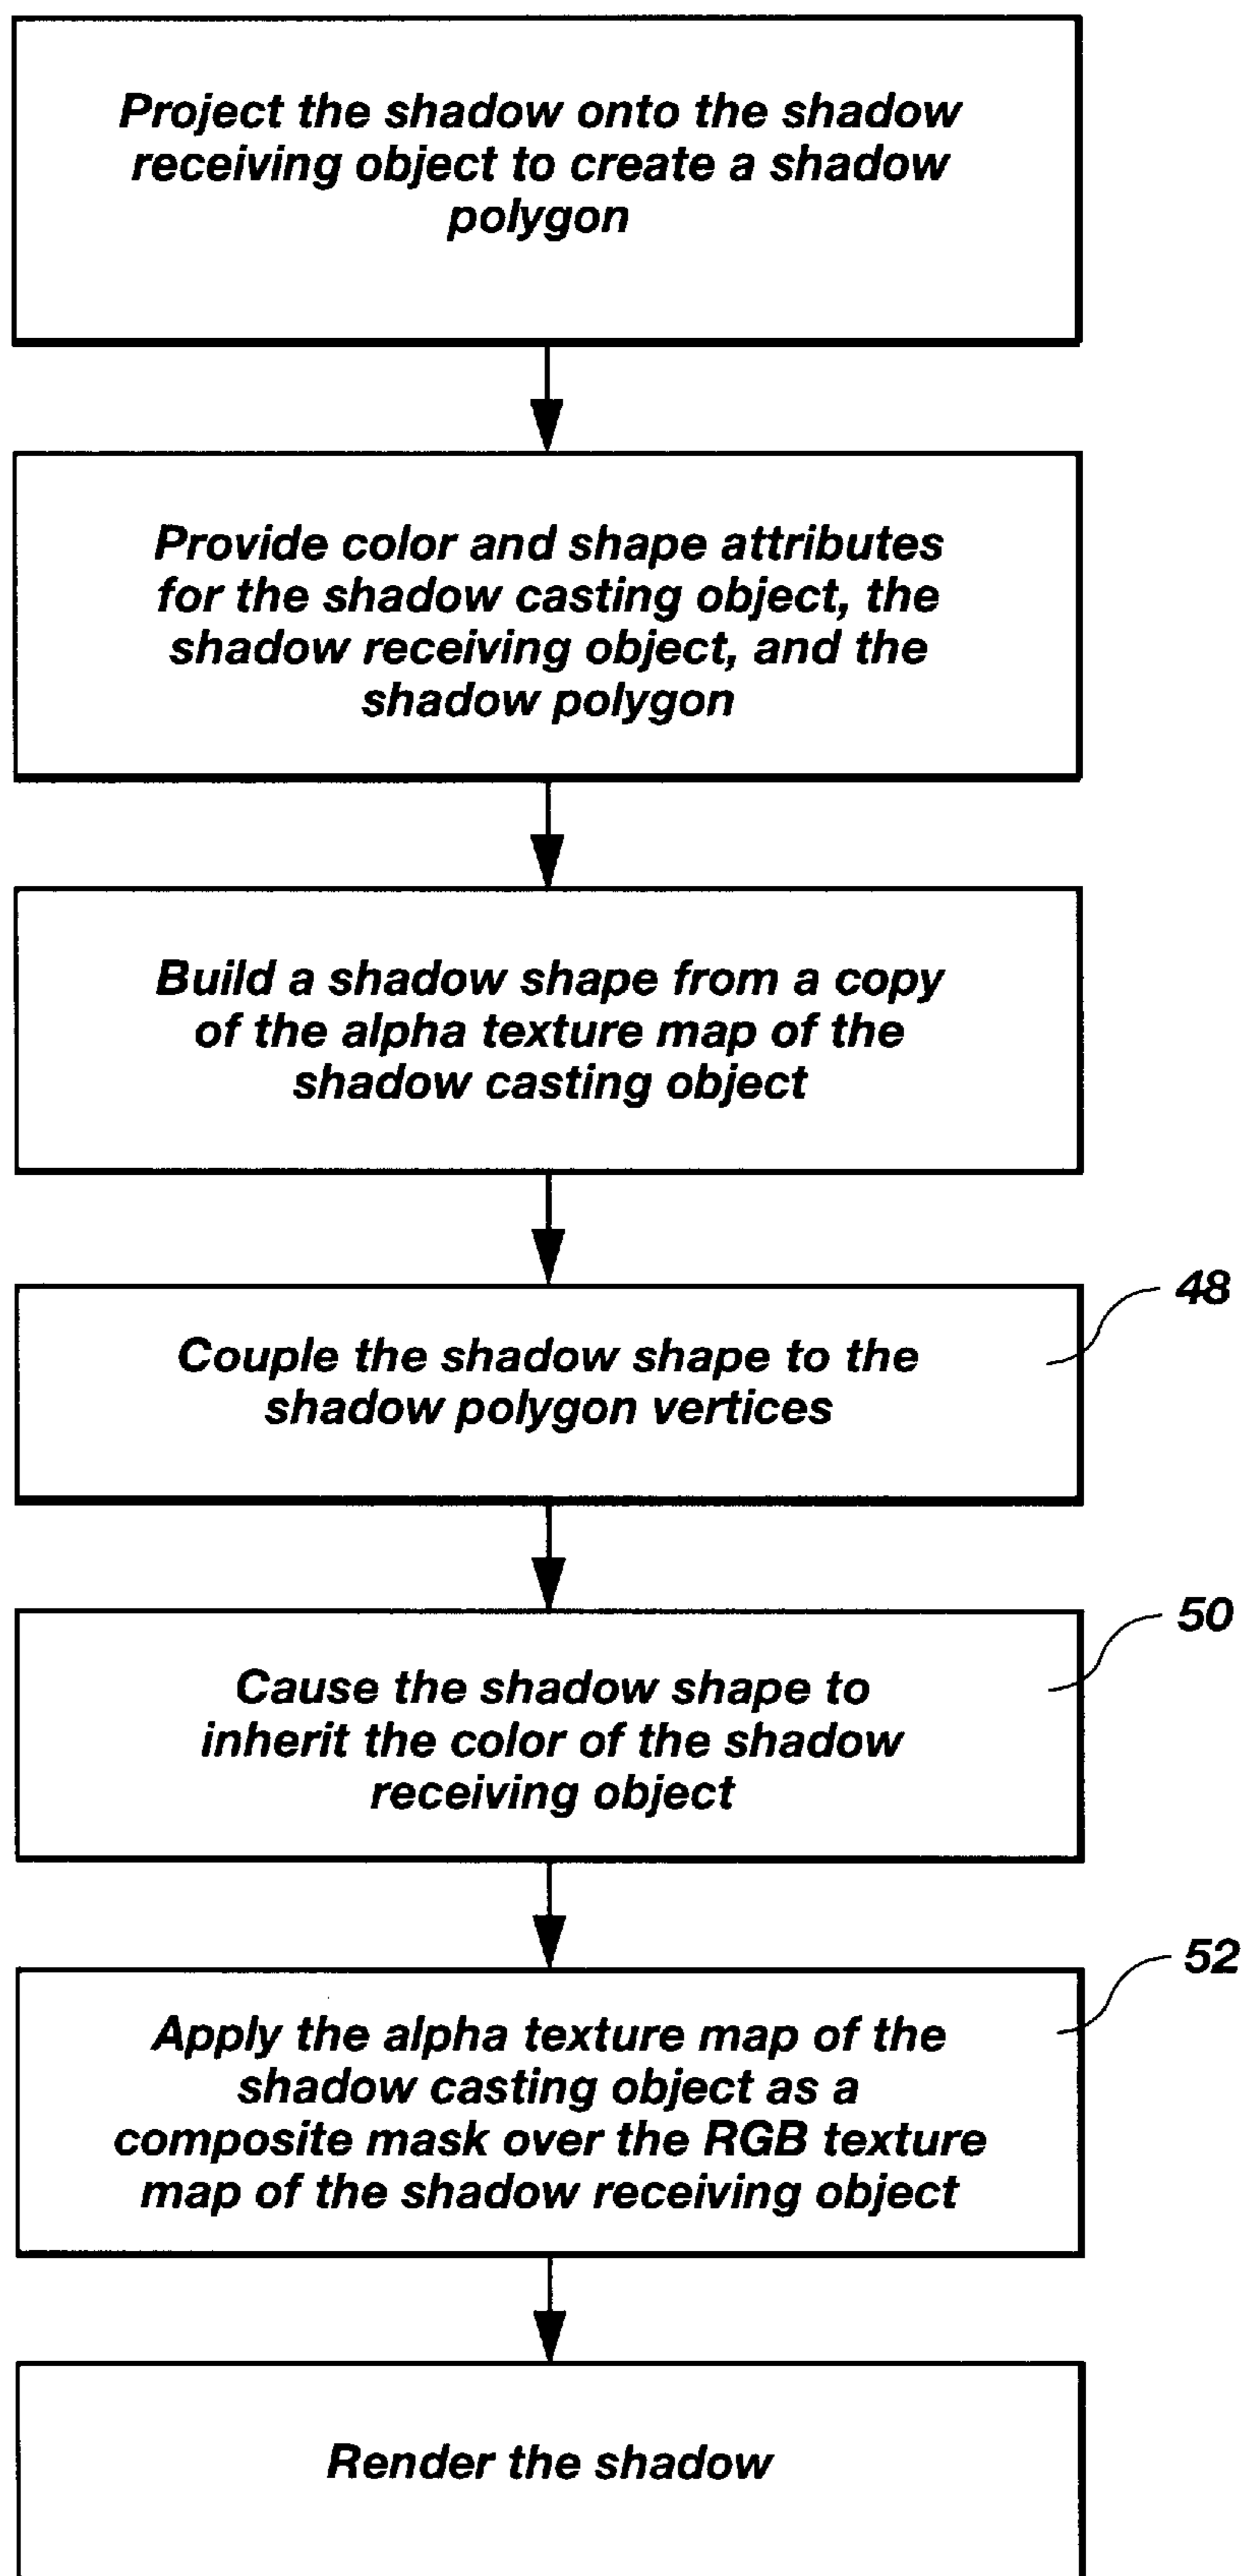 Project the shadow onto the shadow
receiving object to create a shadow
polygon
Provide color and shape attributes
for the shadow casting object, the
shadow receiving object, and the
shadow polygon
Build a shadow shape from a copy
of the alpha texture map of the
shadow casting object
48
Couple the shadow shape to the
shadow polygon vertices
50
Cause the shadow shape to
inherit the color of the shadow
receiving object
52
Apply the alpha texture map of the
shadow casting object as a
composite mask over the RGB texture
map of the shadow receiving object
Render the shadow